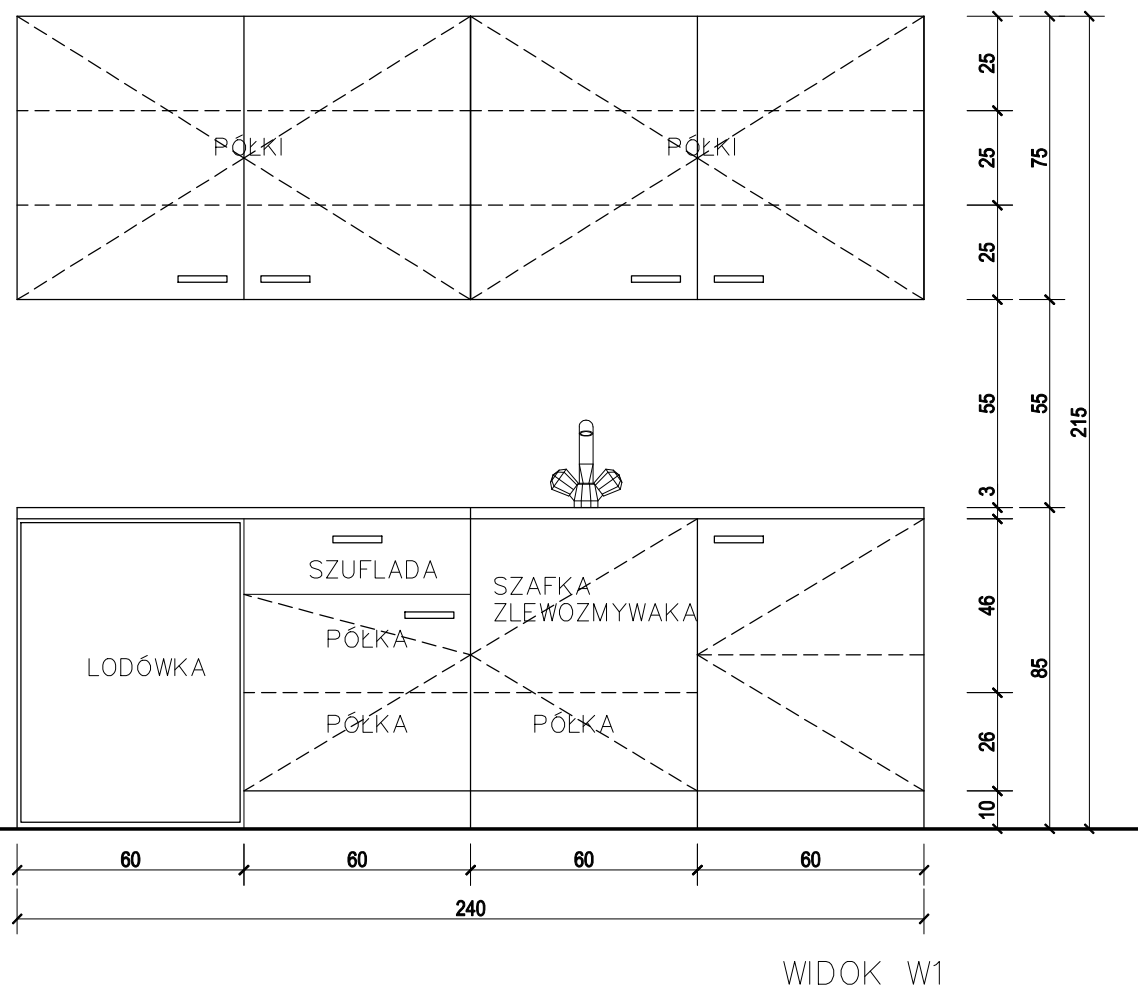 PÓŁKI PÓŁKI
25
25
25
75
55
55
215
3
SZUFLADA
SZAFKA
ZLEWOZMYWAKA
46
PÓŁKA
LODÓWKA
85
PÓŁKA PÓŁKA
26
10
60 60 60 60
240
WIDOK W1